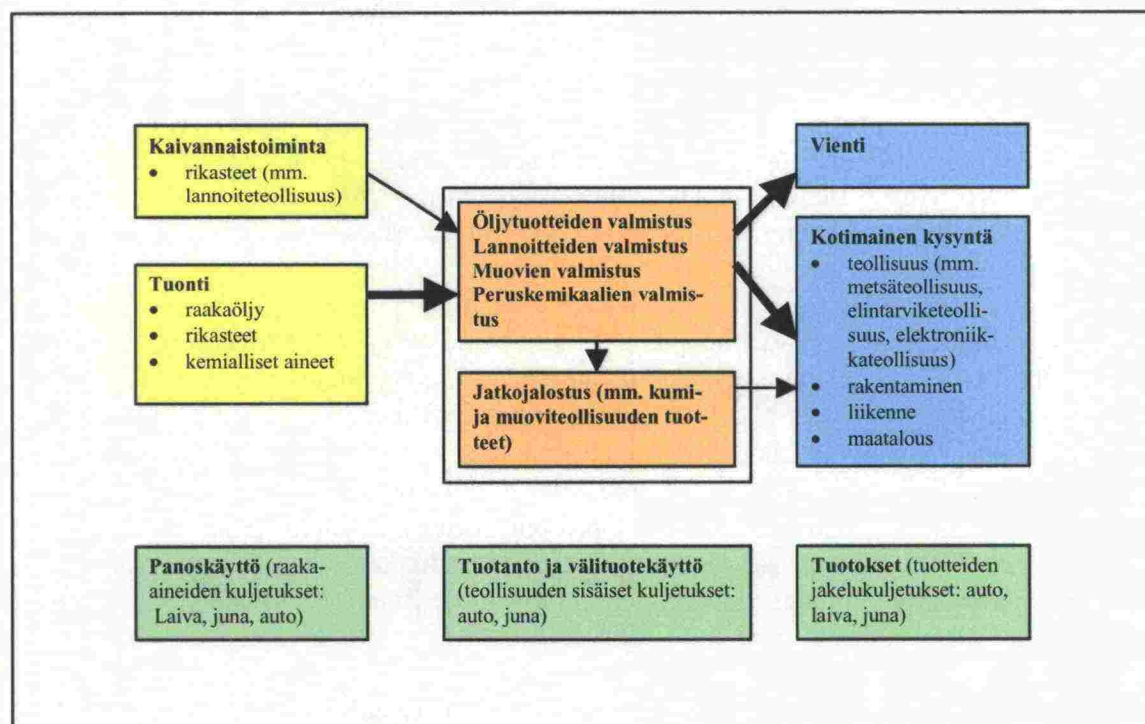 Kaivannaistoiminta
• rikasteet (mm.
lannoiteteollisuus)
Tuonti
• raakaöljy
• rikasteet
• kemialliset aineet
Öljytuotteiden valmistus
Lannoitteiden valmistus
Muovien valmistus
Peruskemikaalien valmis-
tus
Jatkojalostus (mm. kumi-
ja muoviteollisuuden tuot-
teet)
Vienti
Kotimainen kysyntä
• teollisuus (mm.
metsäteollisuus,
elintarviketeolli-
suus, elektroniik-
kateollisuus)
• rakentaminen
• liikenne
• maatalous
Panoskäyttö (raaka-
aineiden kuljetukset:
Laiva, juna, auto)
Tuotanto ja välituotekäyttö
(teollisuuden sisäiset kuljetukset:
auto, juna)
Tuotokset (tuotteiden
jakelukuljetukset: auto,
laiva, juna)